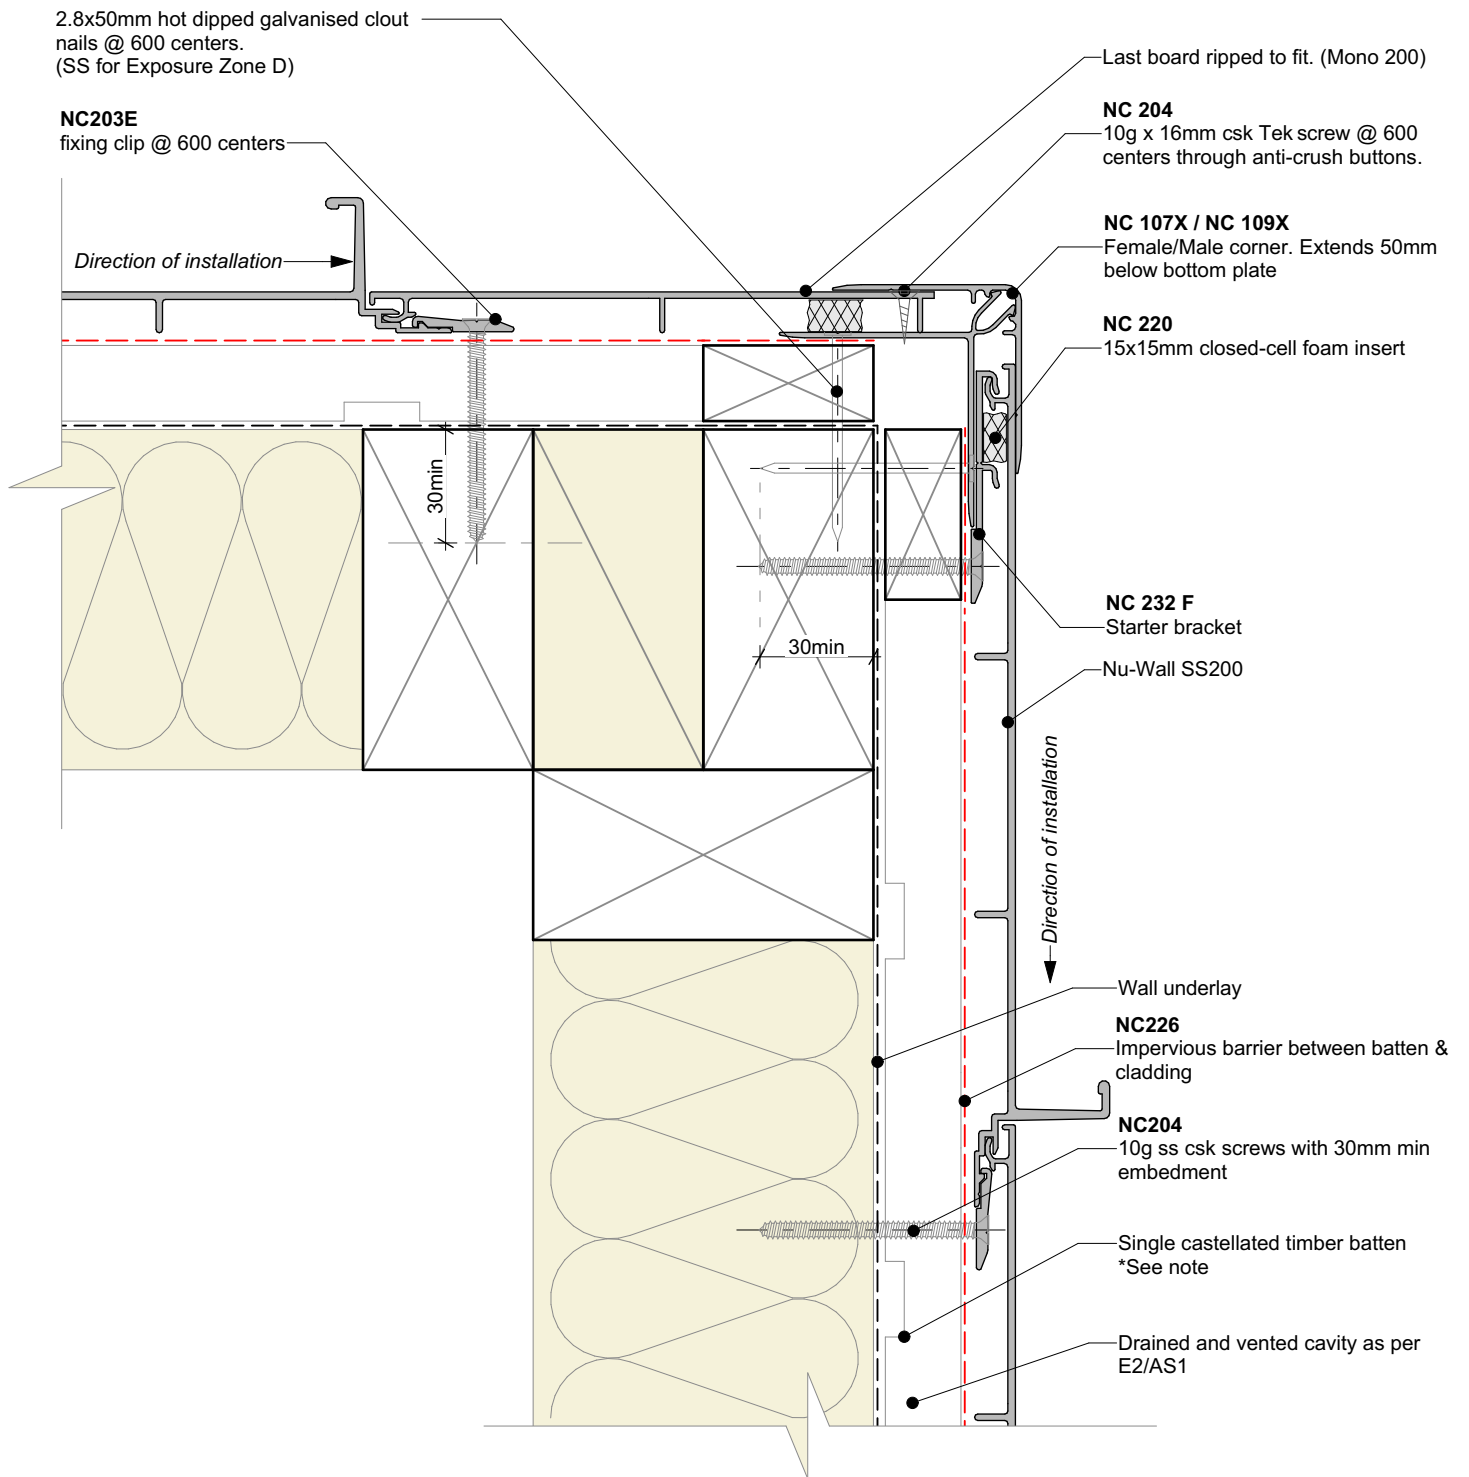 2.8x50mm hot dipped galvanised clout
nails @ 600 centers.
(SS for Exposure Zone D)
NC203E
fixing clip @ 600 centers
Last board ripped to fit. (Mono 200)
NC 204
10g x 16mm csk Tek screw @ 600
centers through anti-crush buttons.
NC 107X / NC 109X
Female/Male corner. Extends 50mm
below bottom plate
Direction of installation
NC 220
15x15mm closed-cell foam insert
30min
NC 232 F
Starter bracket
30min
Nu-Wall SS200
Direction of installation
Wall underlay
NC226
Impervious barrier between batten &
cladding
NC204
10g ss csk screws with 30mm min
embedment
Single castellated timber batten
*See note
Drained and vented cavity as per
E2/AS1